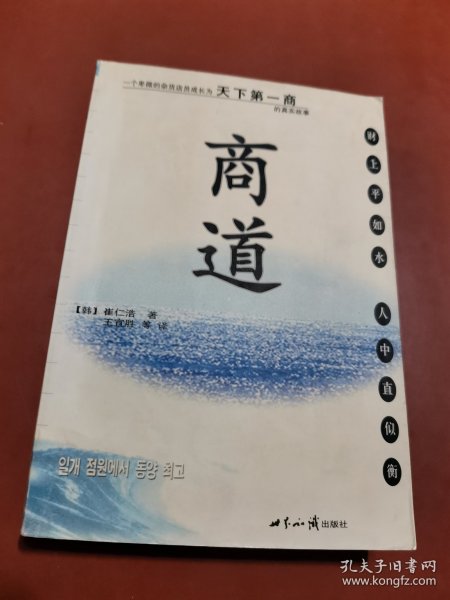 一个卑微的杂货店员成长为 天下第一商
的真实故事
商道
财上平如水 人中直似衡
【韩】崔仁浩 著
王宜胜 等 译
일개 점원에서 동양 최고
世界知识出版社
孔夫子旧书网
www.kongfz.com